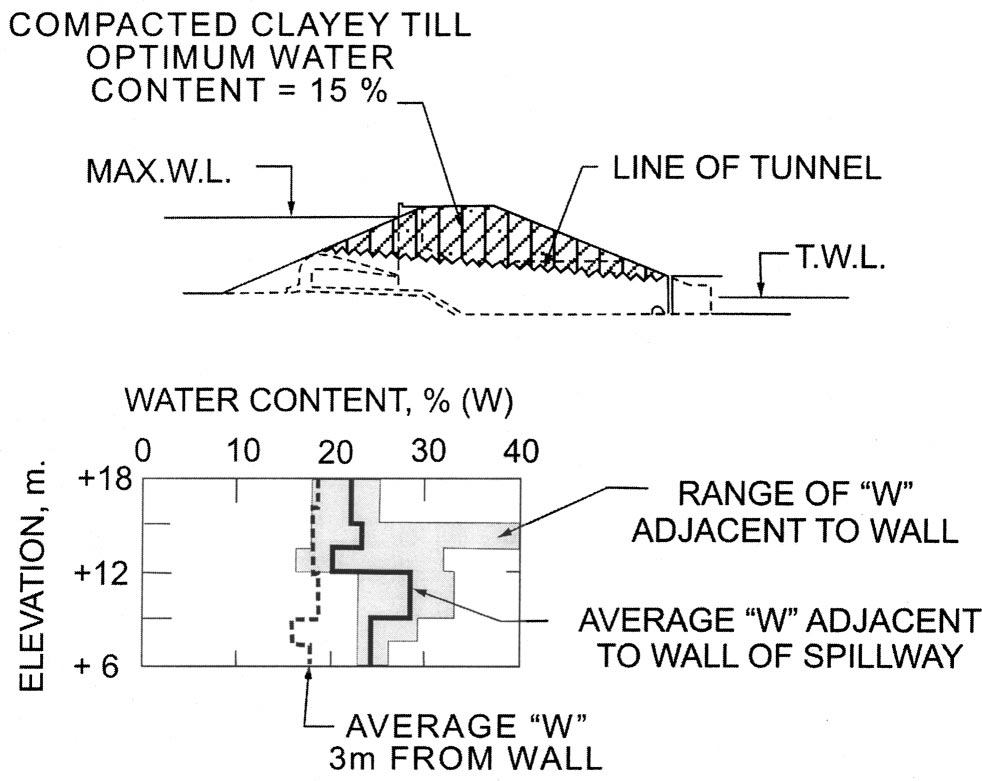 COMPACTED CLAYEY TILL
OPTIMUM WATER
CONTENT = 15 %
MAX.W.L.
LINE OF TUNNEL
T.W.L.
WATER CONTENT, % (W)
0 10 20 30 40
ELEVATION, m.
+18
+12
+ 6
RANGE OF “W”
ADJACENT TO WALL
AVERAGE “W” ADJACENT
TO WALL OF SPILLWAY
AVERAGE “W”
3m FROM WALL